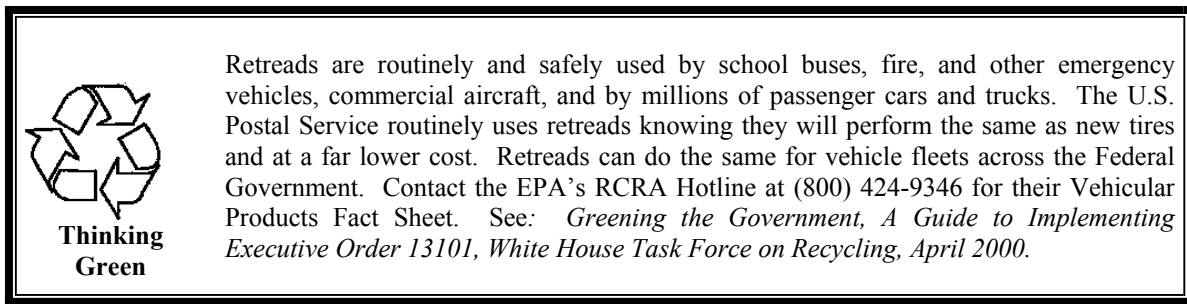 Retreads are routinely and safely used by school buses, fire, and other emergency
vehicles, commercial aircraft, and by millions of passenger cars and trucks. The U.S.
Postal Service routinely uses retreads knowing they will perform the same as new tires
and at a far lower cost. Retreads can do the same for vehicle fleets across the Federal
Government. Contact the EPA's RCRA Hotline at (800) 424-9346 for their Vehicular
Products Fact Sheet. See: Greening the Government, A Guide to Implementing
Executive Order 13101, White House Task Force on Recycling, April 2000.
Thinking
Green